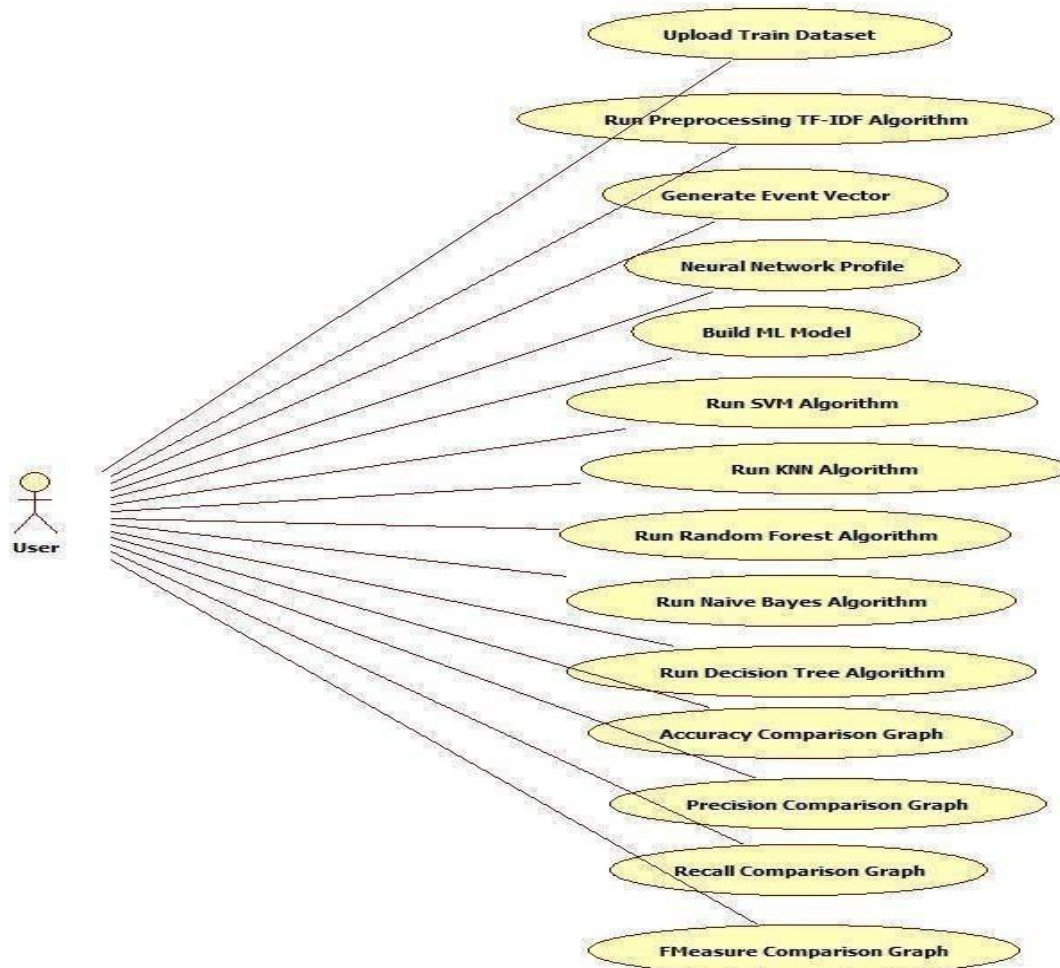 Upload Train Dataset
Run Preprocessing TF-IDF Algorithm
Generate Event Vector
Neural Network Profile
Build ML Model
Run SVM Algorithm
Run KNN Algorithm
User
Run Random Forest Algorithm
Run Naive Bayes Algorithm
Run Decision Tree Algorithm
Accuracy Comparison Graph
Precision Comparison Graph
Recall Comparison Graph
FMeasure Comparison Graph